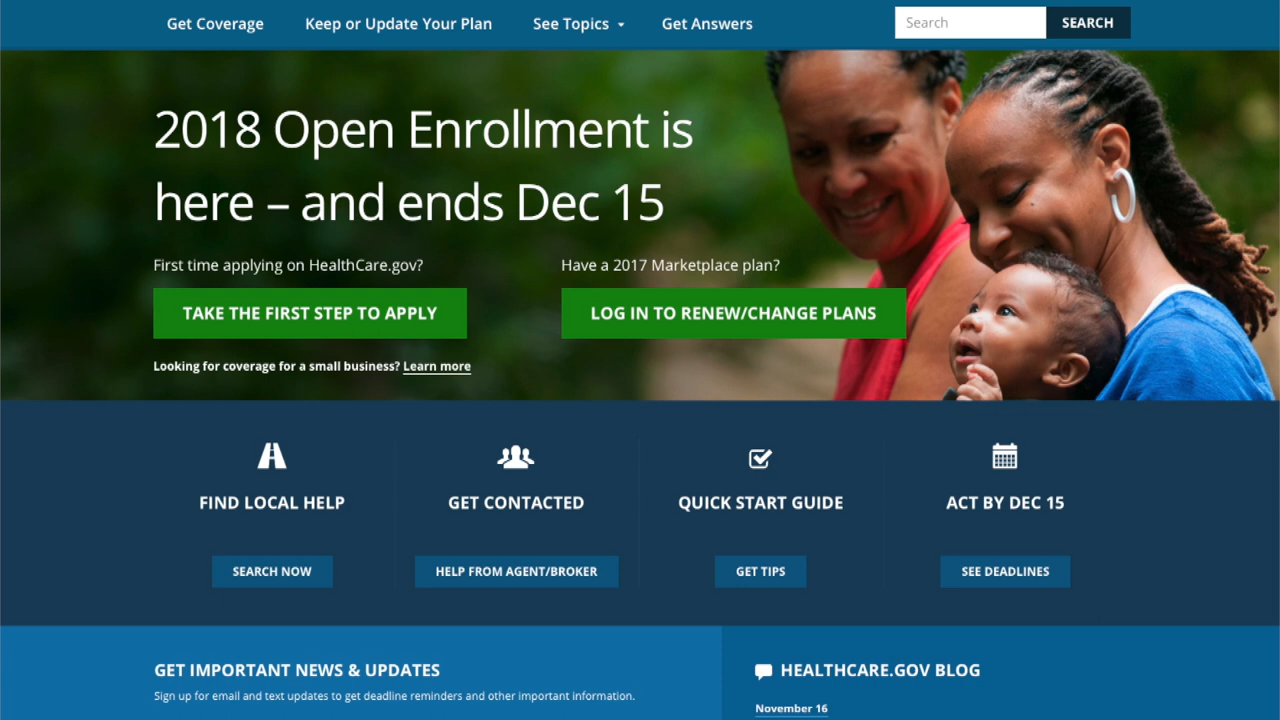 Get Coverage
Keep or Update Your Plan
See Topics
Get Answers
Search
SEARCH
2018 Open Enrollment is
here – and ends Dec 15
First time applying on HealthCare.gov?
TAKE THE FIRST STEP TO APPLY
Have a 2017 Marketplace plan?
LOG IN TO RENEW/CHANGE PLANS
Looking for coverage for a small business? Learn more
FIND LOCAL HELP
SEARCH NOW
GET CONTACTED
HELP FROM AGENT/BROKER
QUICK START GUIDE
GET TIPS
ACT BY DEC 15
SEE DEADLINES
GET IMPORTANT NEWS & UPDATES
Sign up for email and text updates to get deadline reminders and other important information.
HEALTHCARE.GOV BLOG
November 16